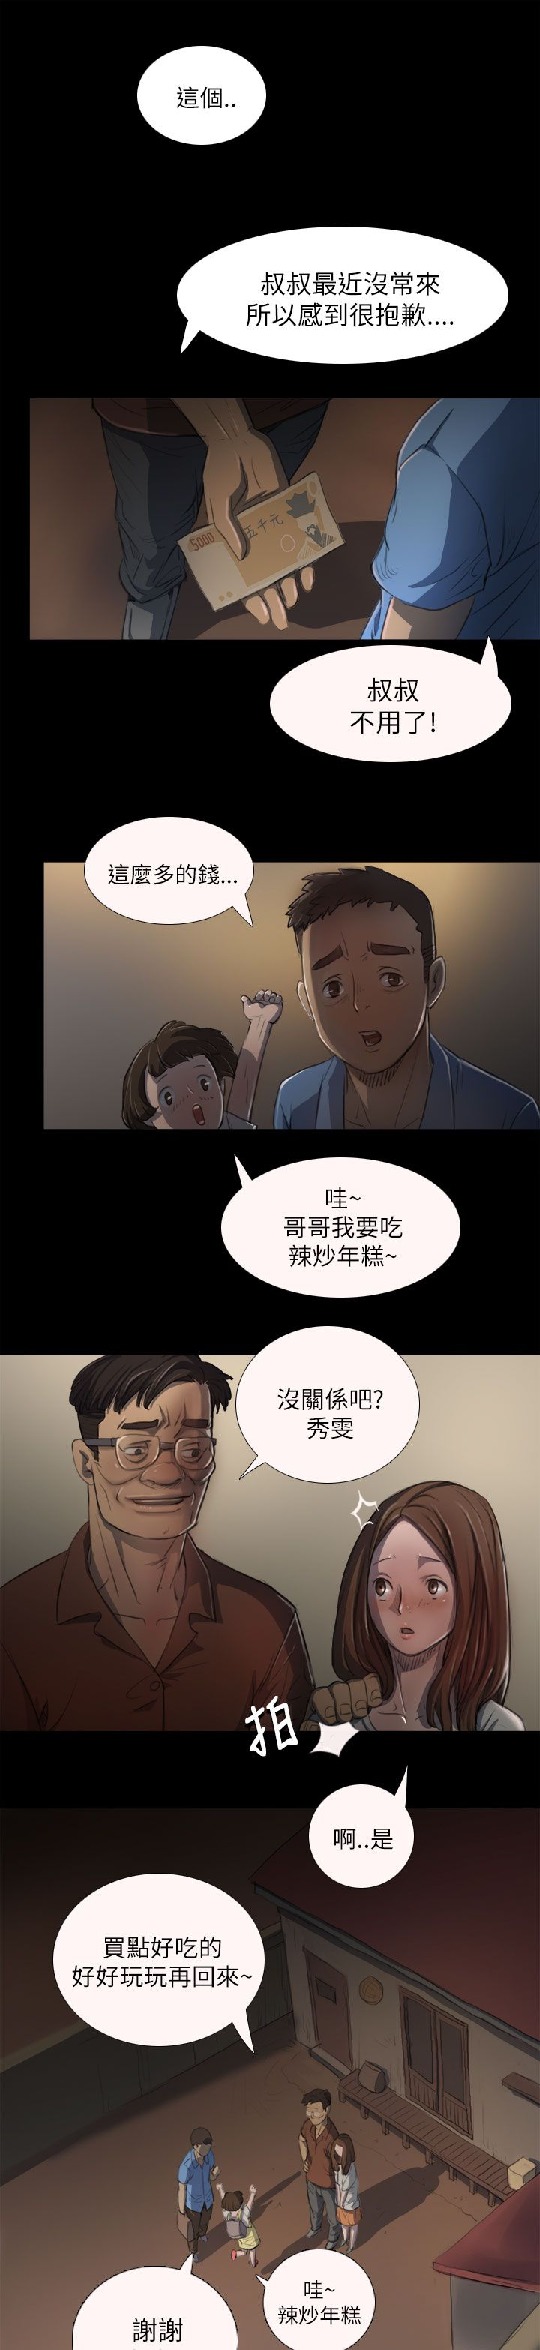 這個..
叔叔最近沒常來
所以感到很抱歉....
5000
五千元
叔叔
不用了!
這麼多的錢...
哇~
哥哥我要吃
辣炒年糕~
沒關係吧?
秀雯
拍
啊..是
買點好吃的
好好玩玩再回來~
哇~
辣炒年糕
謝謝